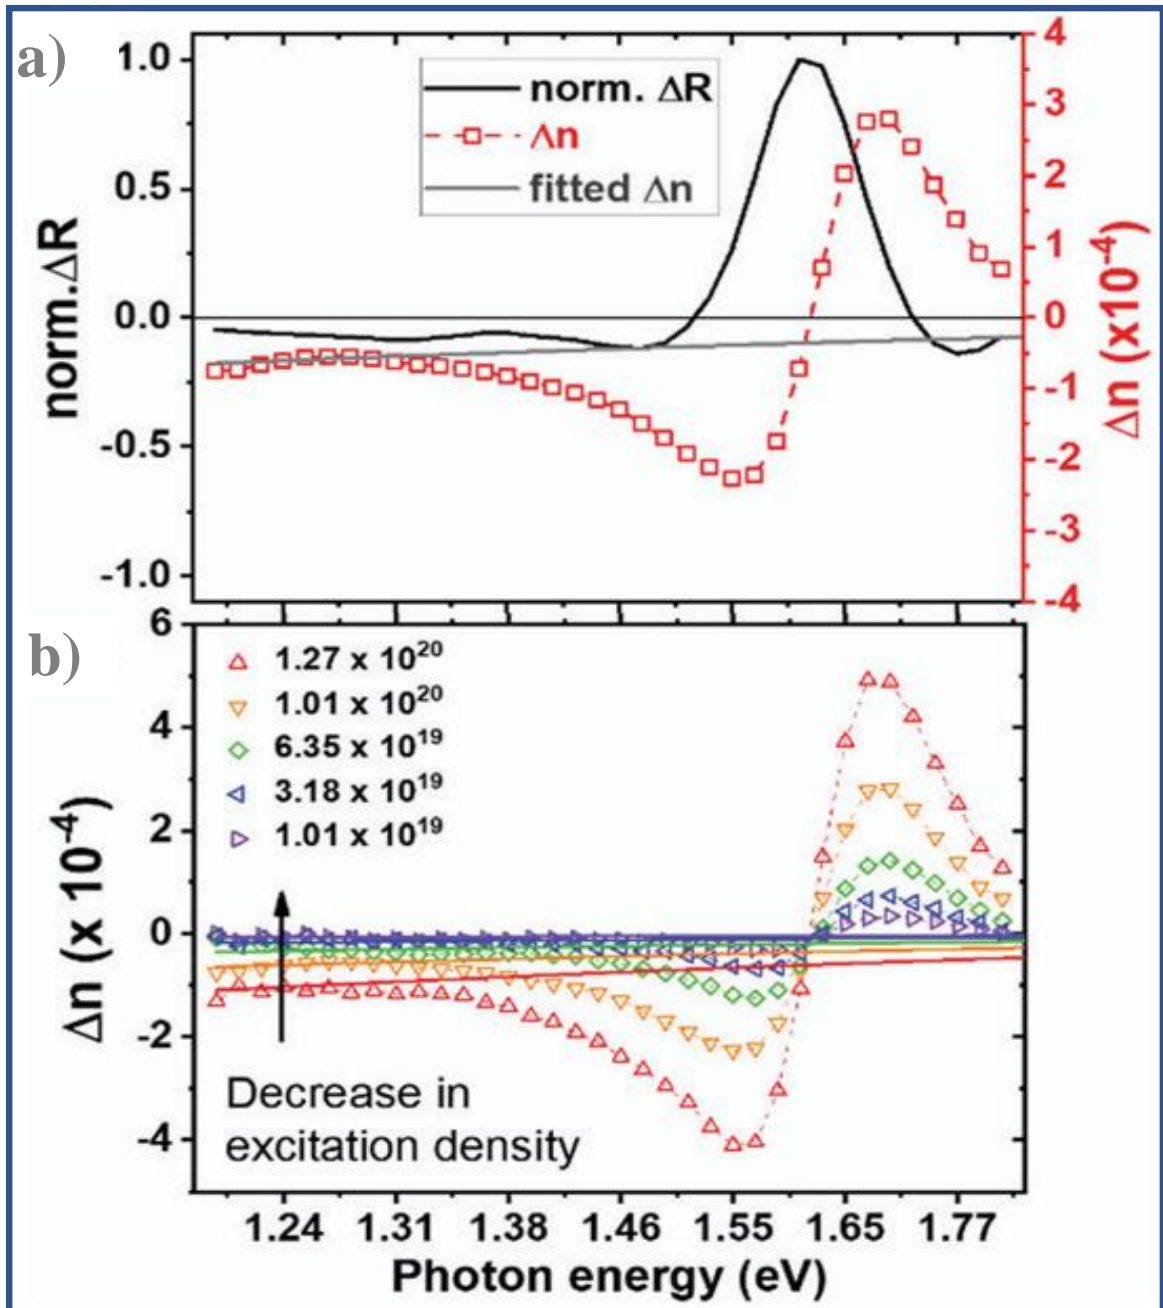 a)
norm. ΔR
Δn
fitted Δn
1.0
0.5
0.0
-0.5
-1.0
norm.ΔR
4
3
2
1
0
-1
-2
-3
-4
Δn (x10⁻⁴)
b)
1.27 x 10²⁰
1.01 x 10²⁰
6.35 x 10¹⁹
3.18 x 10¹⁹
1.01 x 10¹⁹
6
4
2
0
-2
-4
Δn (x 10⁻⁴)
Decrease in
excitation density
1.24 1.31 1.38 1.46 1.55 1.65 1.77
Photon energy (eV)